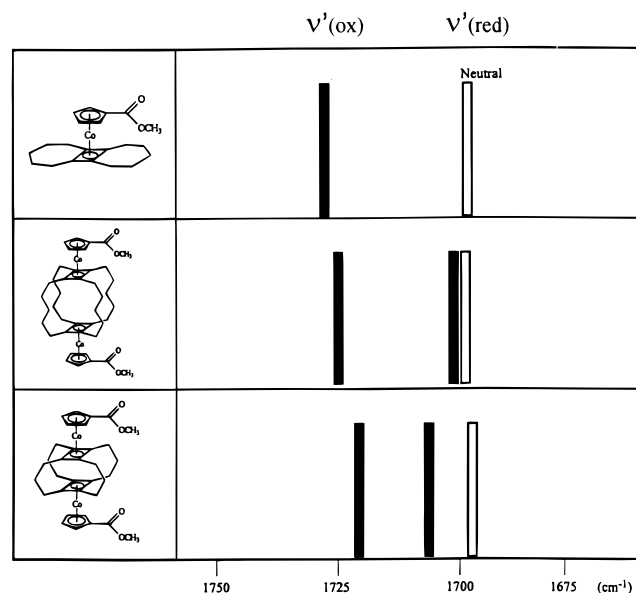 ν'(ox) ν'(red)
Neutral
O
OCH₃
Co
O
OCH₃
Co
Co
O
OCH₃
O
OCH₃
Co
Co
O
OCH₃
1750 1725 1700 1675 (cm⁻¹)